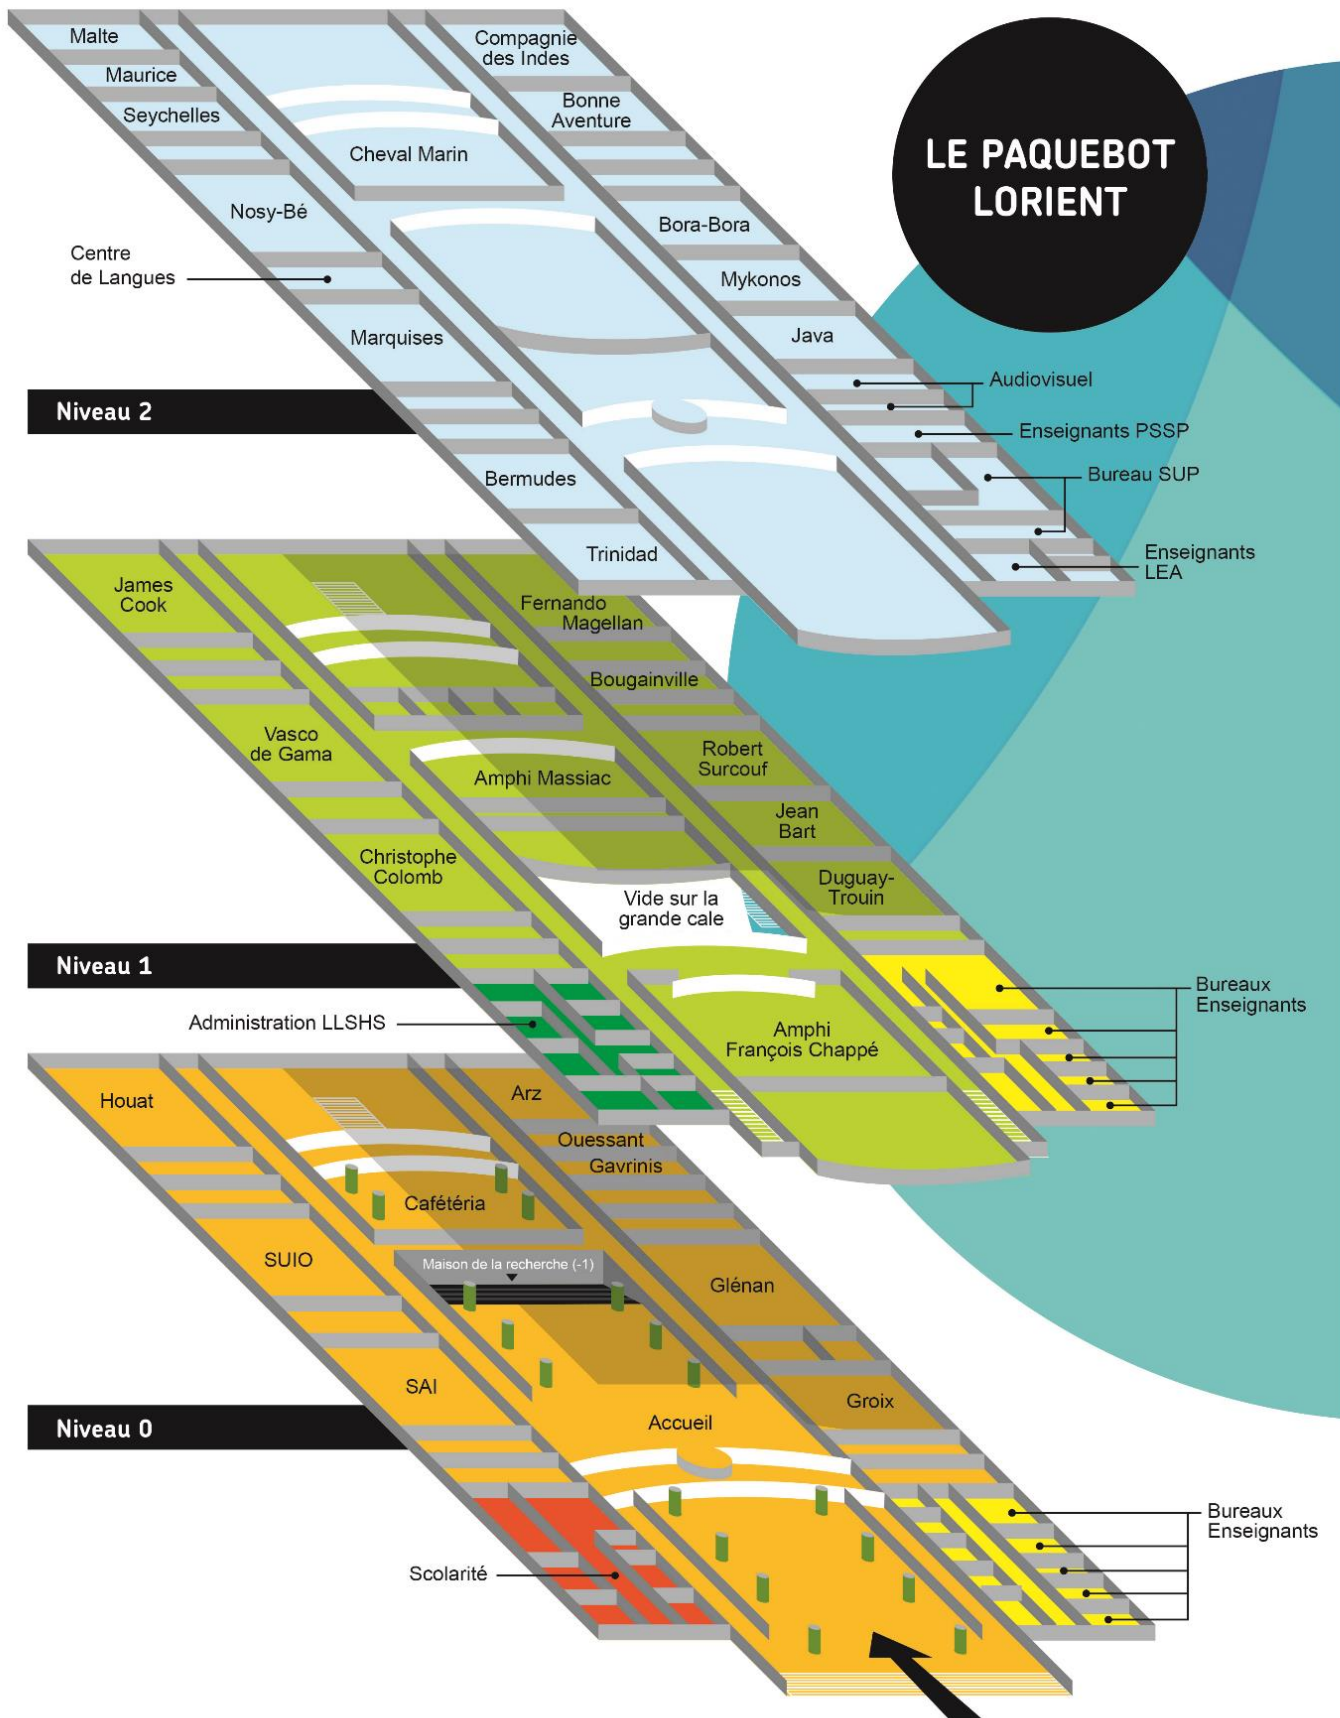 LE PAQUEBOT
LORIENT
Malte
Maurice
Seychelles
Nosy-Bé
Centre
de Langues
Marquises
Bermudes
Trinidad
Cheval Marin
Compagnie
des Indes
Bonne
Aventure
Bora-Bora
Mykonos
Java
Audiovisuel
Enseignants PSSP
Bureau SUP
Enseignants
LEA
Niveau 2
James
Cook
Vasco
de Gama
Christophe
Colomb
Administration LLSHS
Amphi Massiac
Vide sur la
grande cale
Amphi
François Chappé
Fernando
Magellan
Bougainville
Robert
Surcouf
Jean
Bart
Duguay-
Trouin
Bureaux
Enseignants
Niveau 1
Houat
SUIO
SAI
Scolarité
Cafétéria
Maison de la recherche (-1)
Accueil
Arz
Ouessant
Gavrinis
Glénan
Groix
Bureaux
Enseignants
Niveau 0